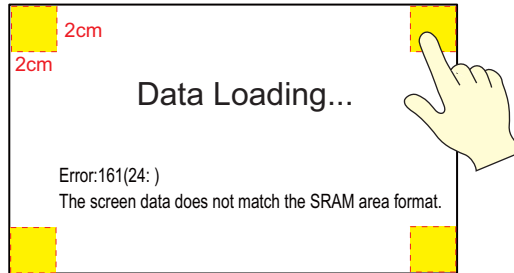 2cm
2cm
Data Loading...
Error:161(24: )
The screen data does not match the SRAM area format.